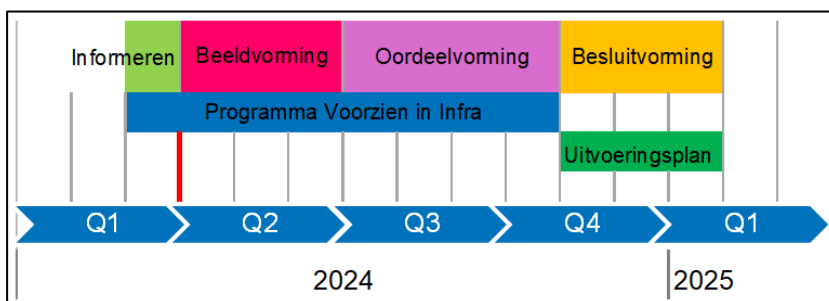 Informeren Beeldvorming Oordeelvorming Besluitvorming
Programma Voorzien in Infra
Uitvoeringsplan
Q1 Q2 Q3 Q4 Q1
2024 2025